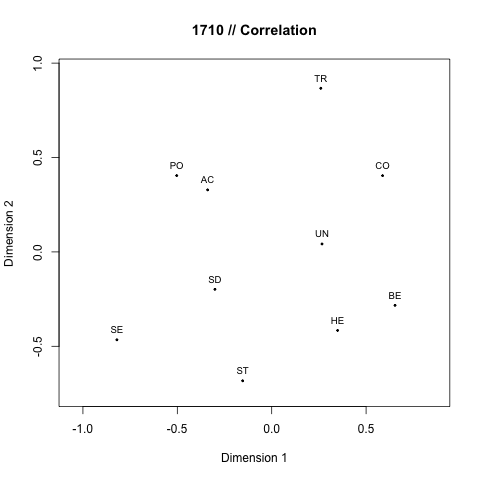 1710 // Correlation
TR
PO
CO
AC
UN
SD
BE
HE
SE
ST
1.0
0.5
0.0
-0.5
Dimension 2
-1.0 -0.5 0.0 0.5
Dimension 1